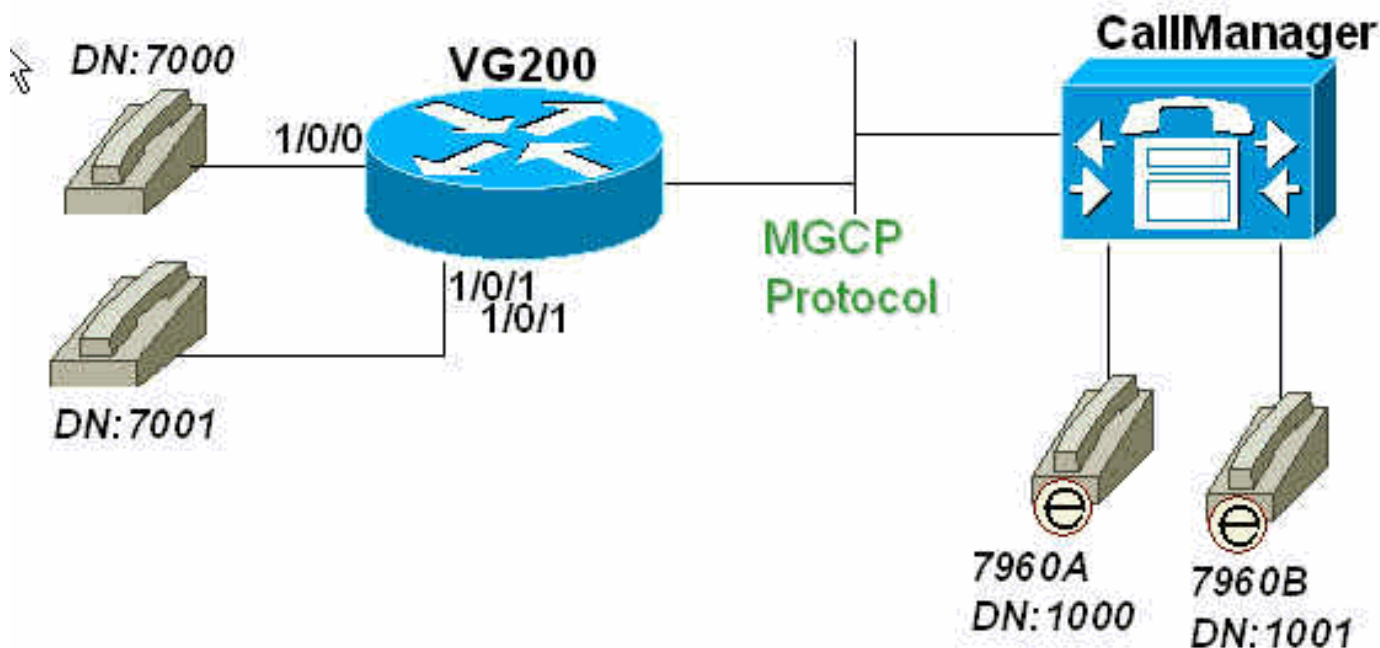 DN:7000
VG200
CallManager
1/0/0
MGCP
Protocol
1/0/1
1/0/1
DN:7001
e
e
7960A
DN:1000
7960B
DN:1001